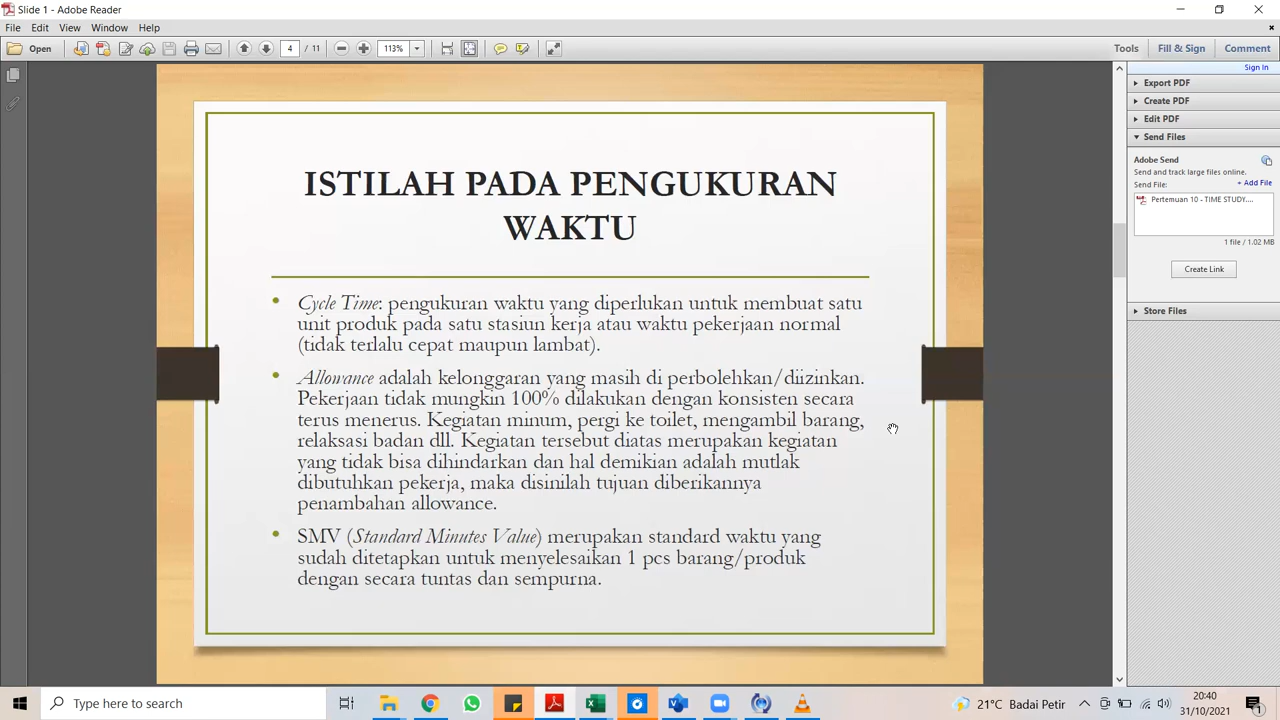 Slide 1 - Adobe Reader
File Edit View Window Help
Open 4 / 11 113% Tools Fill & Sign Comment
Sign In
Export PDF
Create PDF
Edit PDF
Send Files
Adobe Send
Send and track large files online.
Send File: + Add File
Pertemuan 10 - TIME STUDY....
1 file / 1.02 MB
Create Link
Store Files
ISTILAH PADA PENGUKURAN
WAKTU
• Cycle Time: pengukuran waktu yang diperlukan untuk membuat satu
unit produk pada satu stasiun kerja atau waktu pekerjaan normal
(tidak terlalu cepat maupun lambat).
• Allowance adalah kelonggaran yang masih di perbolehkan/diizinkan.
Pekerjaan tidak mungkin 100% dilakukan dengan konsisten secara
terus menerus. Kegiatan minum, pergi ke toilet, mengambil barang,
relaksasi badan dll. Kegiatan tersebut diatas merupakan kegiatan
yang tidak bisa dihindarkan dan hal demikian adalah mutlak
dibutuhkan pekerja, maka disinilah tujuan diberikannya
penambahan allowance.
• SMV (Standard Minutes Value) merupakan standard waktu yang
sudah ditetapkan untuk menyelesaikan 1 pcs barang/produk
dengan secara tuntas dan sempurna.
Type here to search
21°C Badai Petir
20:40
31/10/2021
1